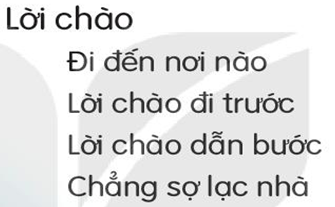 Lời chào
Đi đến nơi nào
Lời chào đi trước
Lời chào dẫn bước
Chẳng sợ lạc nhà